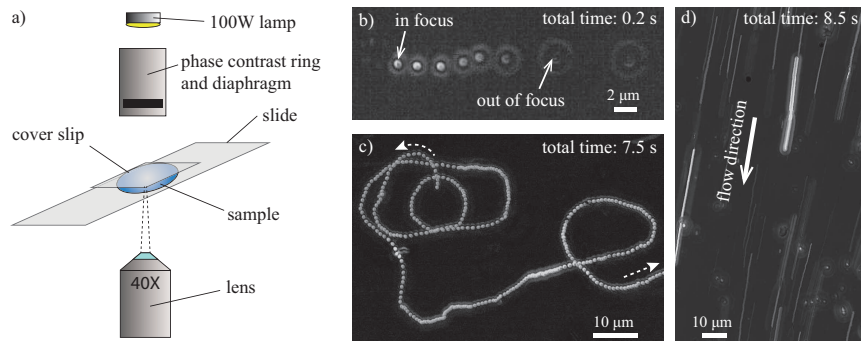 a)
100W lamp
phase contrast ring
and diaphragm
slide
cover slip
sample
40X
lens
b)
in focus
total time: 0.2 s
out of focus
2 μm
c)
total time: 7.5 s
10 μm
d)
total time: 8.5 s
flow direction
10 μm